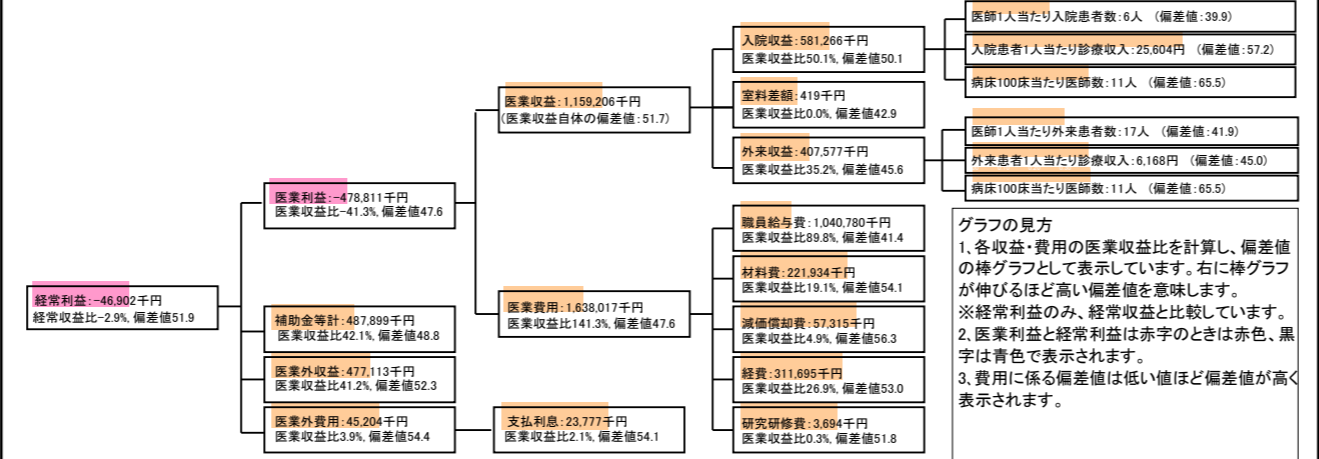 経常利益:-46,902千円
経常収益比-2.9%, 偏差値51.9
医業利益:-478,811千円
医業収益比-41.3%, 偏差値47.6
補助金等計:487,899千円
医業収益比42.1%, 偏差値48.8
医業外収益:477,113千円
医業収益比41.2%, 偏差値52.3
医業外費用:45,204千円
医業収益比3.9%, 偏差値54.4
医業収益:1,159,206千円
(医業収益自体の偏差値:51.7)
医業費用:1,638,017千円
医業収益比141.3%, 偏差値47.6
支払利息:23,777千円
医業収益比2.1%, 偏差値54.1
入院収益:581,266千円
医業収益比50.1%, 偏差値50.1
室料差額:419千円
医業収益比0.0%, 偏差値42.9
外来収益:407,577千円
医業収益比35.2%, 偏差値45.6
職員給与費:1,040,780千円
医業収益比89.8%, 偏差値41.4
材料費:221,934千円
医業収益比19.1%, 偏差値54.1
減価償却費:57,315千円
医業収益比4.9%, 偏差値56.3
経費:311,695千円
医業収益比26.9%, 偏差値53.0
研究研修費:3,694千円
医業収益比0.3%, 偏差値51.8
医師1人当たり入院患者数:6人 (偏差値:39.9)
入院患者1人当たり診療収入:25,604円 (偏差値:57.2)
病床100床当たり医師数:11人 (偏差値:65.5)
医師1人当たり外来患者数:17人 (偏差値:41.9)
外来患者1人当たり診療収入:6,168円 (偏差値:45.0)
病床100床当たり医師数:11人 (偏差値:65.5)
グラフの見方
1、各収益・費用の医業収益比を計算し、偏差値
の棒グラフとして表示しています。右に棒グラフ
が伸びるほど高い偏差値を意味します。
※経常利益のみ、経常収益と比較しています。
2、医業利益と経常利益は赤字のときは赤色、黒
字は青色で表示されます。
3、費用に係る偏差値は低い値ほど偏差値が高く
表示されます。